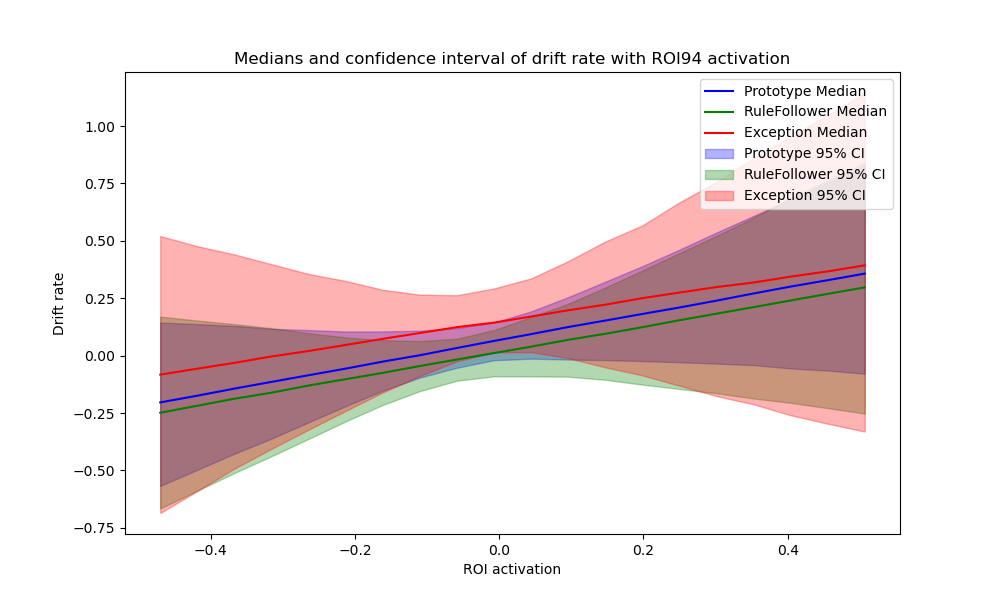 Medians and confidence interval of drift rate with ROI94 activation
Prototype Median
RuleFollower Median
Exception Median
Prototype 95% CI
RuleFollower 95% CI
Exception 95% CI
1.00
0.75
0.50
0.25
0.00
−0.25
−0.50
−0.75
Drift rate
−0.4
−0.2
0.0
0.2
0.4
ROI activation